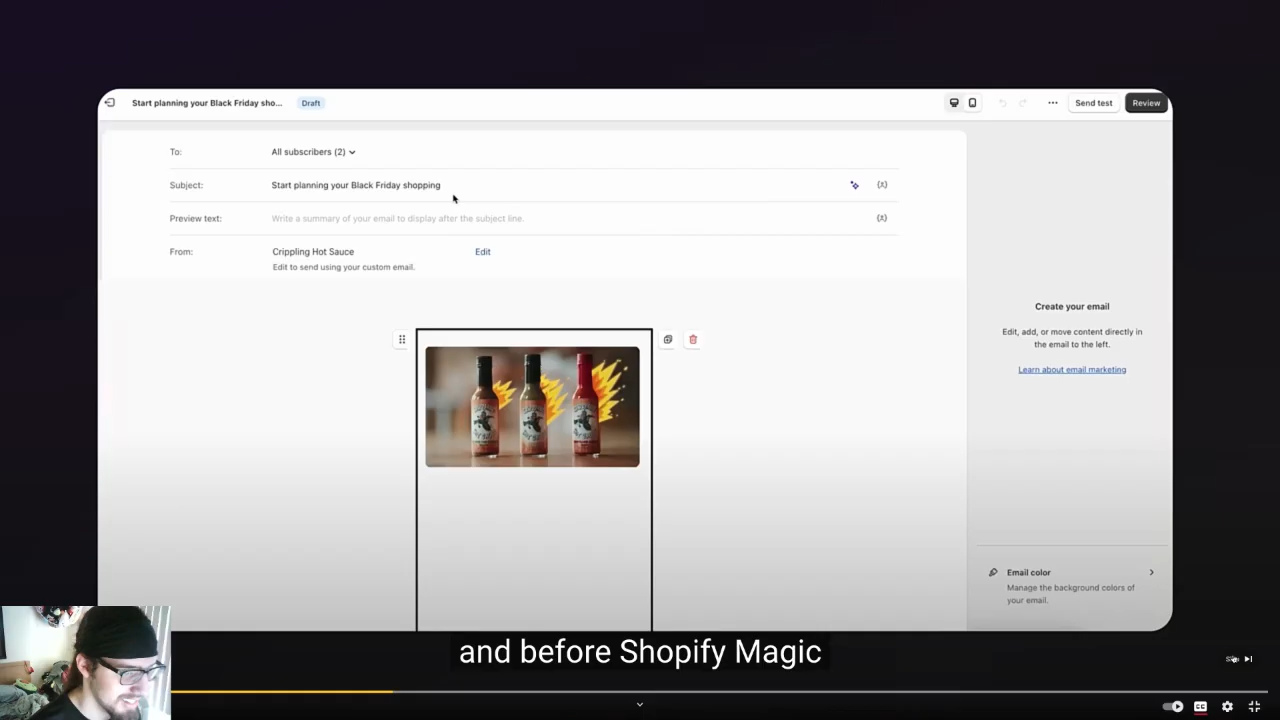 Start planning your Black Friday sho...
Draft
Send test
Review
To:
All subscribers (2)
Subject:
Start planning your Black Friday shopping
Preview text:
Write a summary of your email to display after the subject line.
From:
Crippling Hot Sauce
Edit
Edit to send using your custom email.
Create your email
Edit, add, or move content directly in
the email to the left.
Learn about email marketing
Email color
Manage the background colors of
your email.
and before Shopify Magic
CC